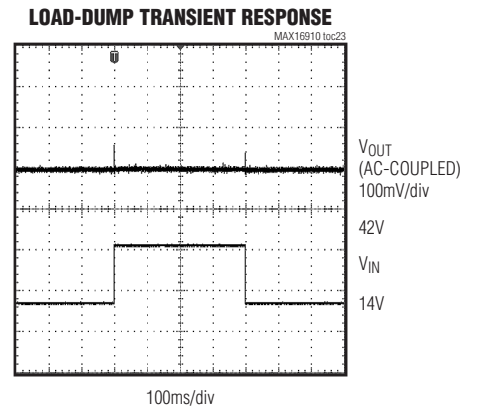 LOAD-DUMP TRANSIENT RESPONSE
MAX16910 toc23
VOUT
(AC-COUPLED)
100mV/div
42V
VIN
14V
100ms/div